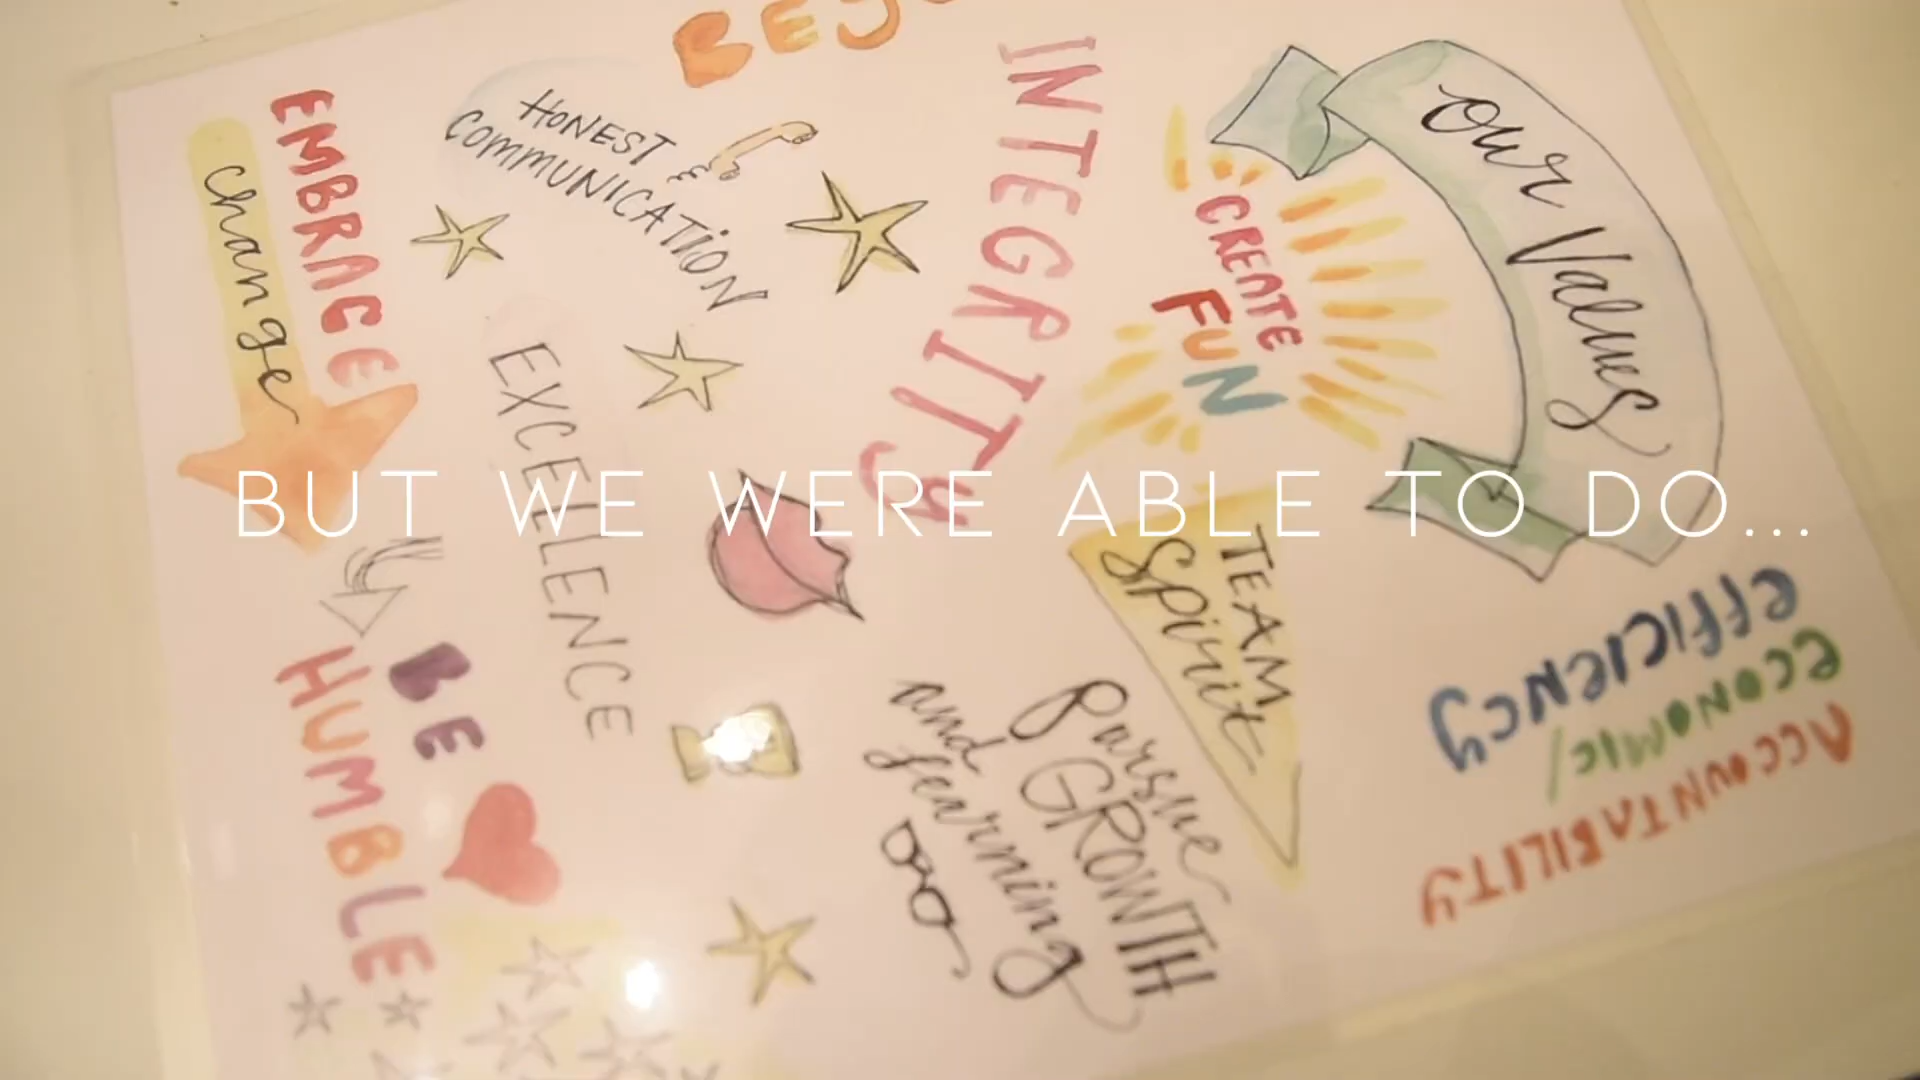 BUT WE WERE ABLE TO DO...
our Values
CREATE
FUN
INTEGRITY
HONEST
COMMUNICATION
EMBRACE
change
EXCELLENCE
TEAM
Spirit
efficiency
economic/
ACCOUNTABILITY
Pursue
GROWTH
and
learning
BE
HUMBLE